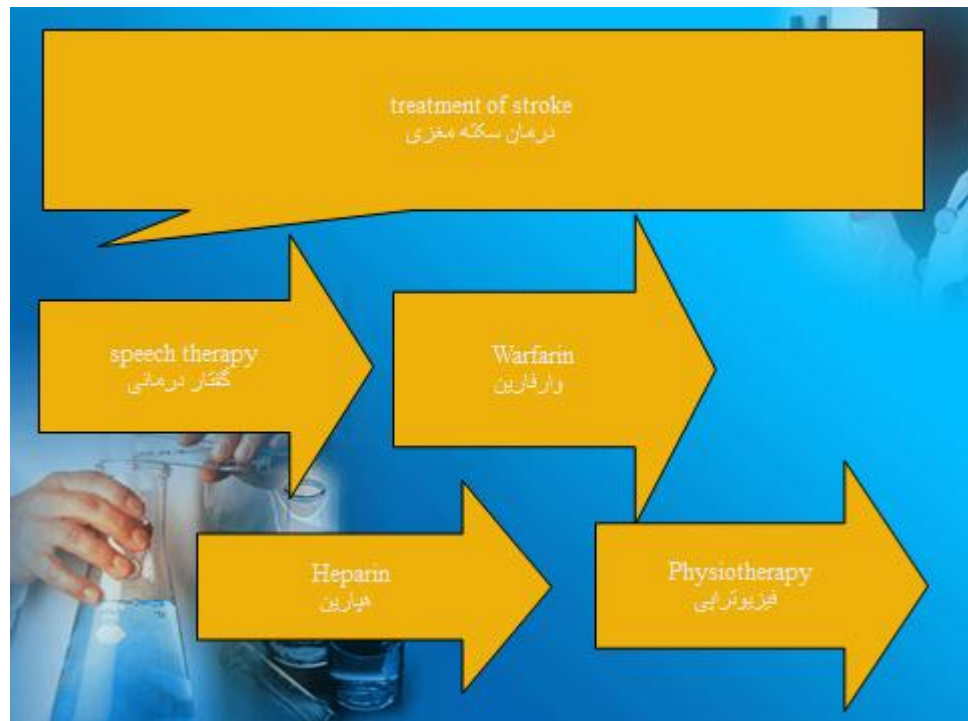 treatment of stroke
درمان سکته مغزی
speech therapy
گفتار درمانی
Warfarin
وارفارین
Heparin
هپارین
Physiotherapy
فیزیوتراپی